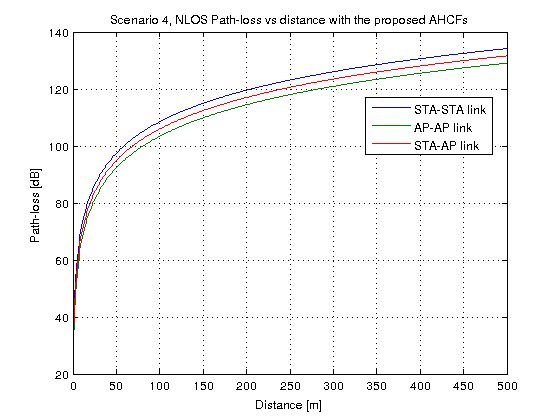 Scenario 4, NLOS Path-loss vs distance with the proposed AHCFs
140
120
100
80
60
40
20
Path-loss [dB]
STA-STA link
AP-AP link
STA-AP link
0 50 100 150 200 250 300 350 400 450 500
Distance [m]